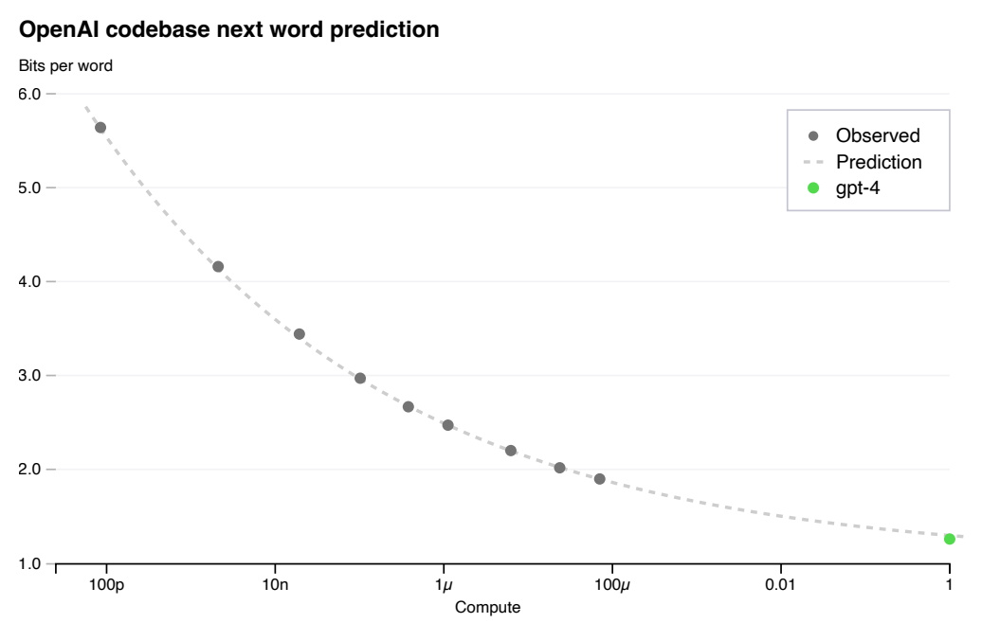 OpenAI codebase next word prediction
Bits per word
6.0
Observed
Prediction
gpt-4
5.0
4.0
3.0
2.0
1.0
100p 10n 1µ 100µ 0.01 1
Compute